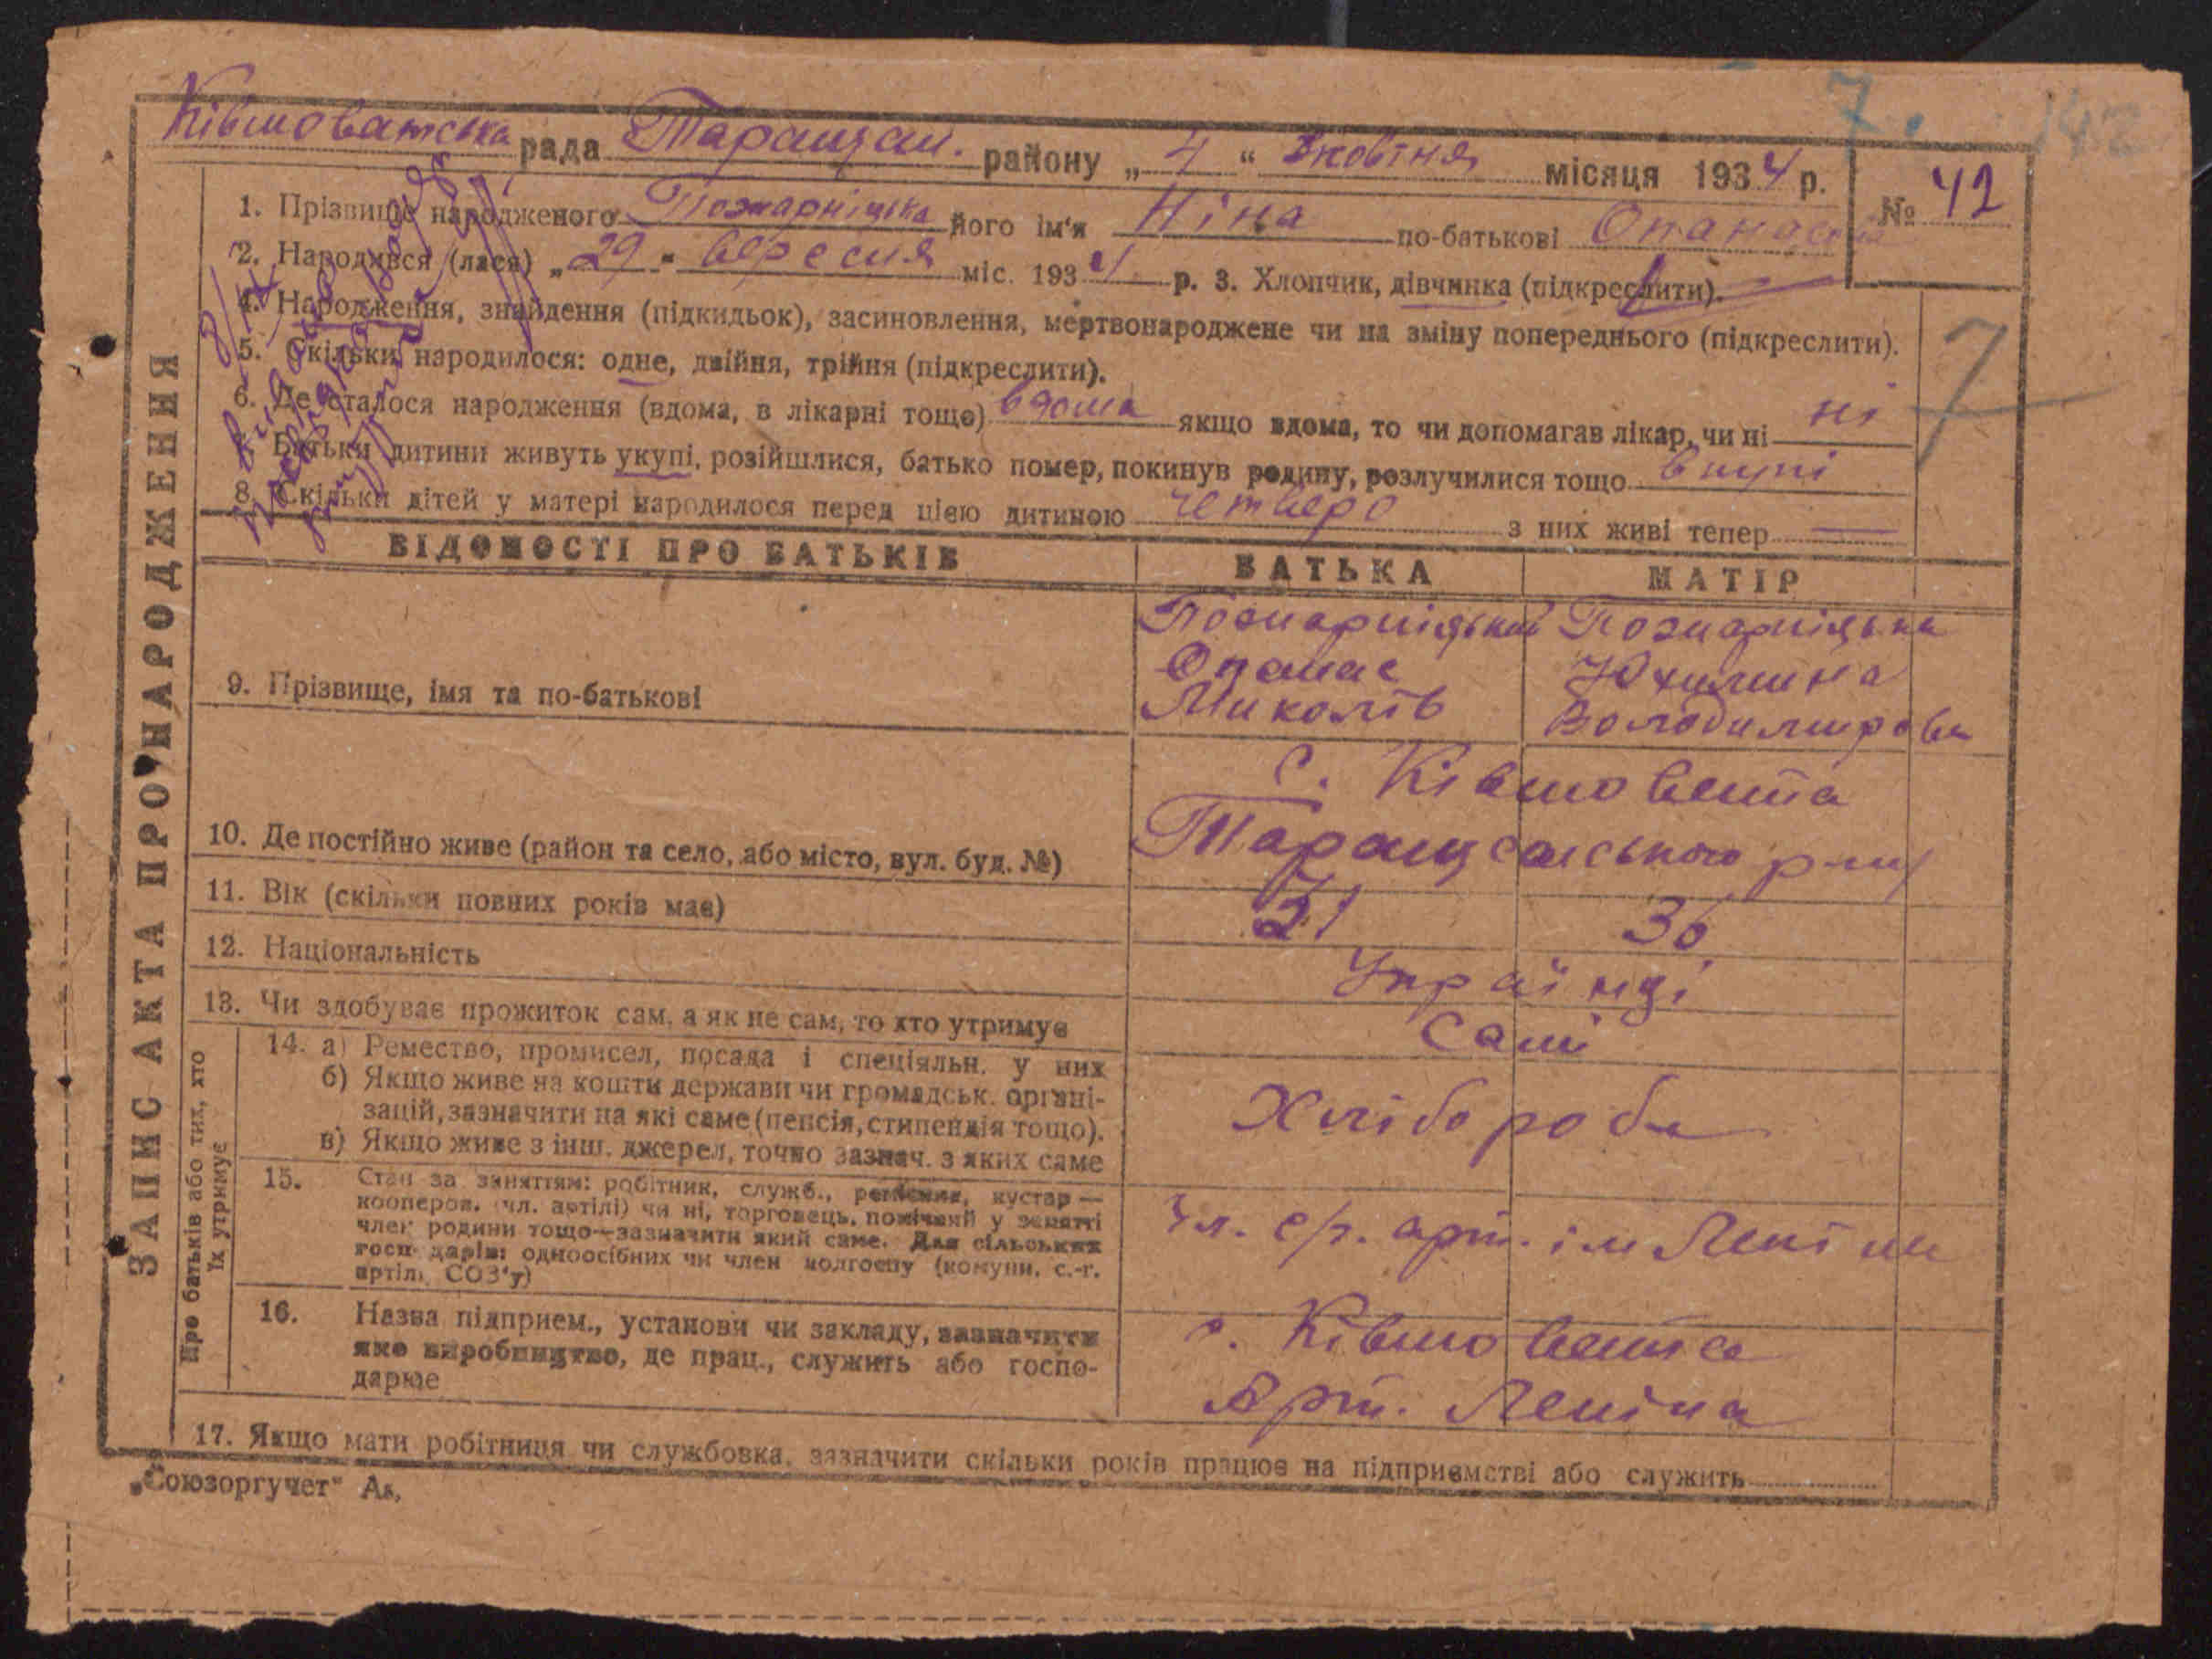 7. 142
Ківшоватська рада Таращан. району „ 4 “ жовтня місяця 1934 р.
№ 42
1. Прізвище народженого Пожарніцька його ім'я Ніна по-батькові Опанасівна
2. Народився (лася) „ 29 " вересня міс. 1934 р. 3. Хлопчик, дівчинка (підкреслити).
4. Народження, знайдення (підкидьок), засиновлення, мертвонароджене чи на зміну попереднього (підкреслити).
5. Скільки народилося: одне, двійня, трійня (підкреслити).
7
6. Де сталося народження (вдома, в лікарні тощо) вдома якщо вдома, то чи допомагав лікар, чи ні ні
Батьки дитини живуть укупі, розійшлися, батько помер, покинув родину, розлучилися тощо вкупі
8. Скільки дітей у матері народилося перед цією дитиною четверо з них живі тепер —
ЗАПИС АКТА ПРО НАРОДЖЕННЯ
ВІДОМОСТІ ПРО БАТЬКІВ БАТЬКА МАТІР
Пожарніцький Пожарніцька
Опанас Юхимина
9. Прізвище, імя та по-батькові Миколів Володимирова
с. Ківшовата
10. Де постійно живе (район та село, або місто, вул. буд. №) Таращанського р-ну
11. Вік (скільки повних років має) 31 36
12. Національність Українці
13. Чи здобуває прожиток сам, а як не сам, то хто утримує самі
Про батьків або тих, хто
їх утримує
14. а) Ремество, промисел, посада і спеціяльн. у них
б) Якщо живе на кошти держави чи громадськ. органі-
зацій, зазначити на які саме (пенсія, стипендія тощо).
в) Якщо живе з інш. джерел, точно зазнач. з яких саме
Хлібороби
15. Стан за заняттям: робітник, служб., ремісник, кустар —
кооперов. (чл. артілі) чи ні, торговець, помічний у занятті
член родини тощо—зазначити який саме. Для сільських
госп-дарів: одноосібних чи член колгоспу (комуни, с.-г.
артіл, СОЗ'у)
Чл. с/г. арт. ім Леніна
16. Назва підприєм., установи чи закладу, зазначити
яке виробництво, де прац., служить або госпо-
дарює
с. Ківшовата
Арт. Леніна
17. Якщо мати робітниця чи службовка, зазначити скільки років працює на підприємстві або служить
„Союзоргучет" Ак.